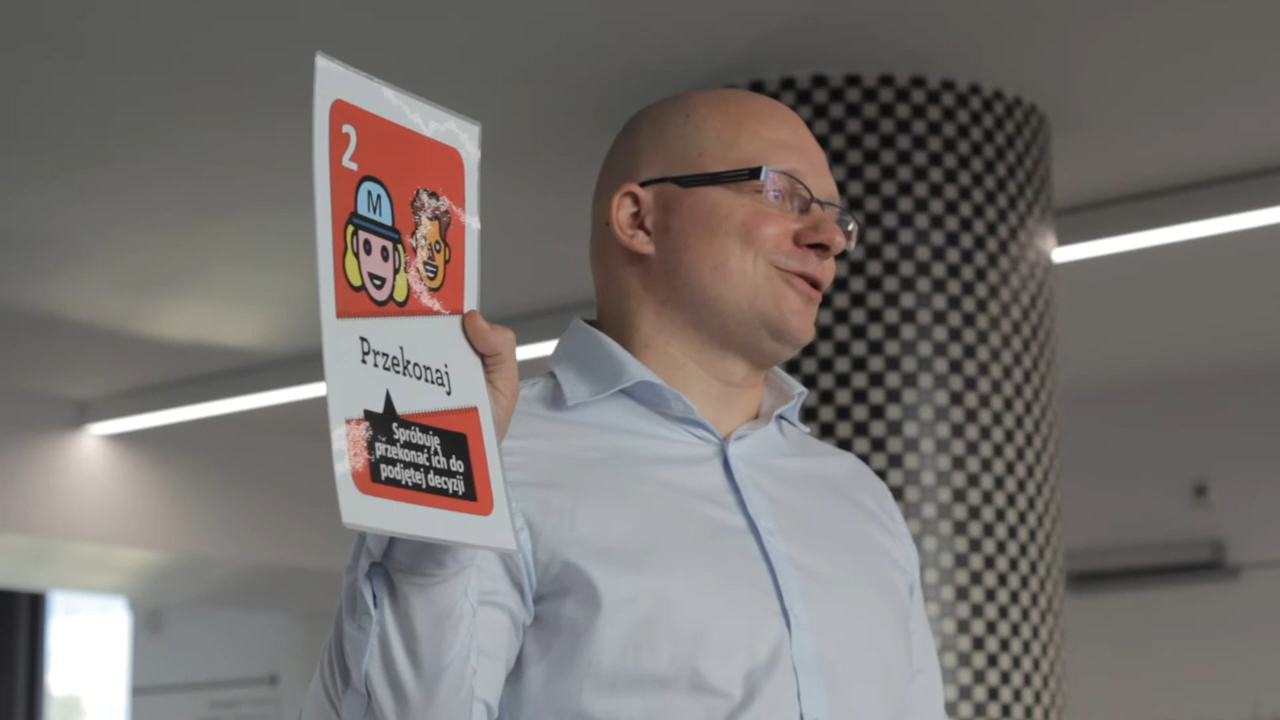 2
M
Przekonaj
Spróbuję
przekonać ich do
podjętej decyzji